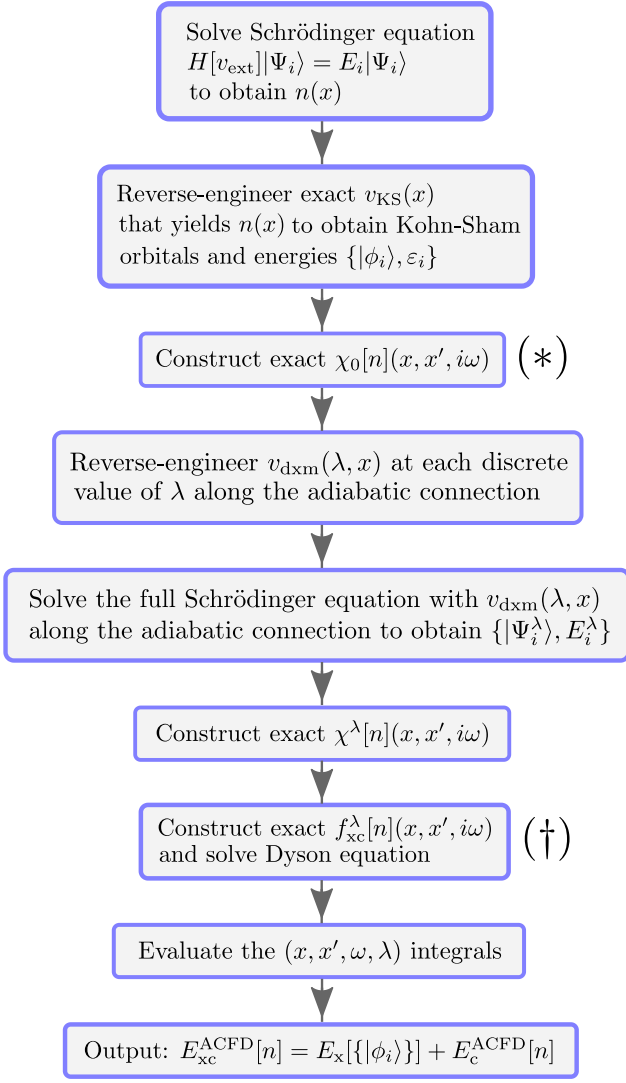 Solve Schrödinger equation
H[v_ext]|Ψ_i⟩ = E_i|Ψ_i⟩
to obtain n(x)
Reverse-engineer exact v_KS(x)
that yields n(x) to obtain Kohn-Sham
orbitals and energies {|ϕ_i⟩, ε_i}
Construct exact χ_0[n](x, x′, iω)
(*)
Reverse-engineer v_dxm(λ, x) at each discrete
value of λ along the adiabatic connection
Solve the full Schrödinger equation with v_dxm(λ, x)
along the adiabatic connection to obtain {|Ψ_i^λ⟩, E_i^λ}
Construct exact χ^λ[n](x, x′, iω)
Construct exact f_xc^λ[n](x, x′, iω)
and solve Dyson equation
(†)
Evaluate the (x, x′, ω, λ) integrals
Output: E_xc^ACFD[n] = E_x[{|ϕ_i⟩}] + E_c^ACFD[n]